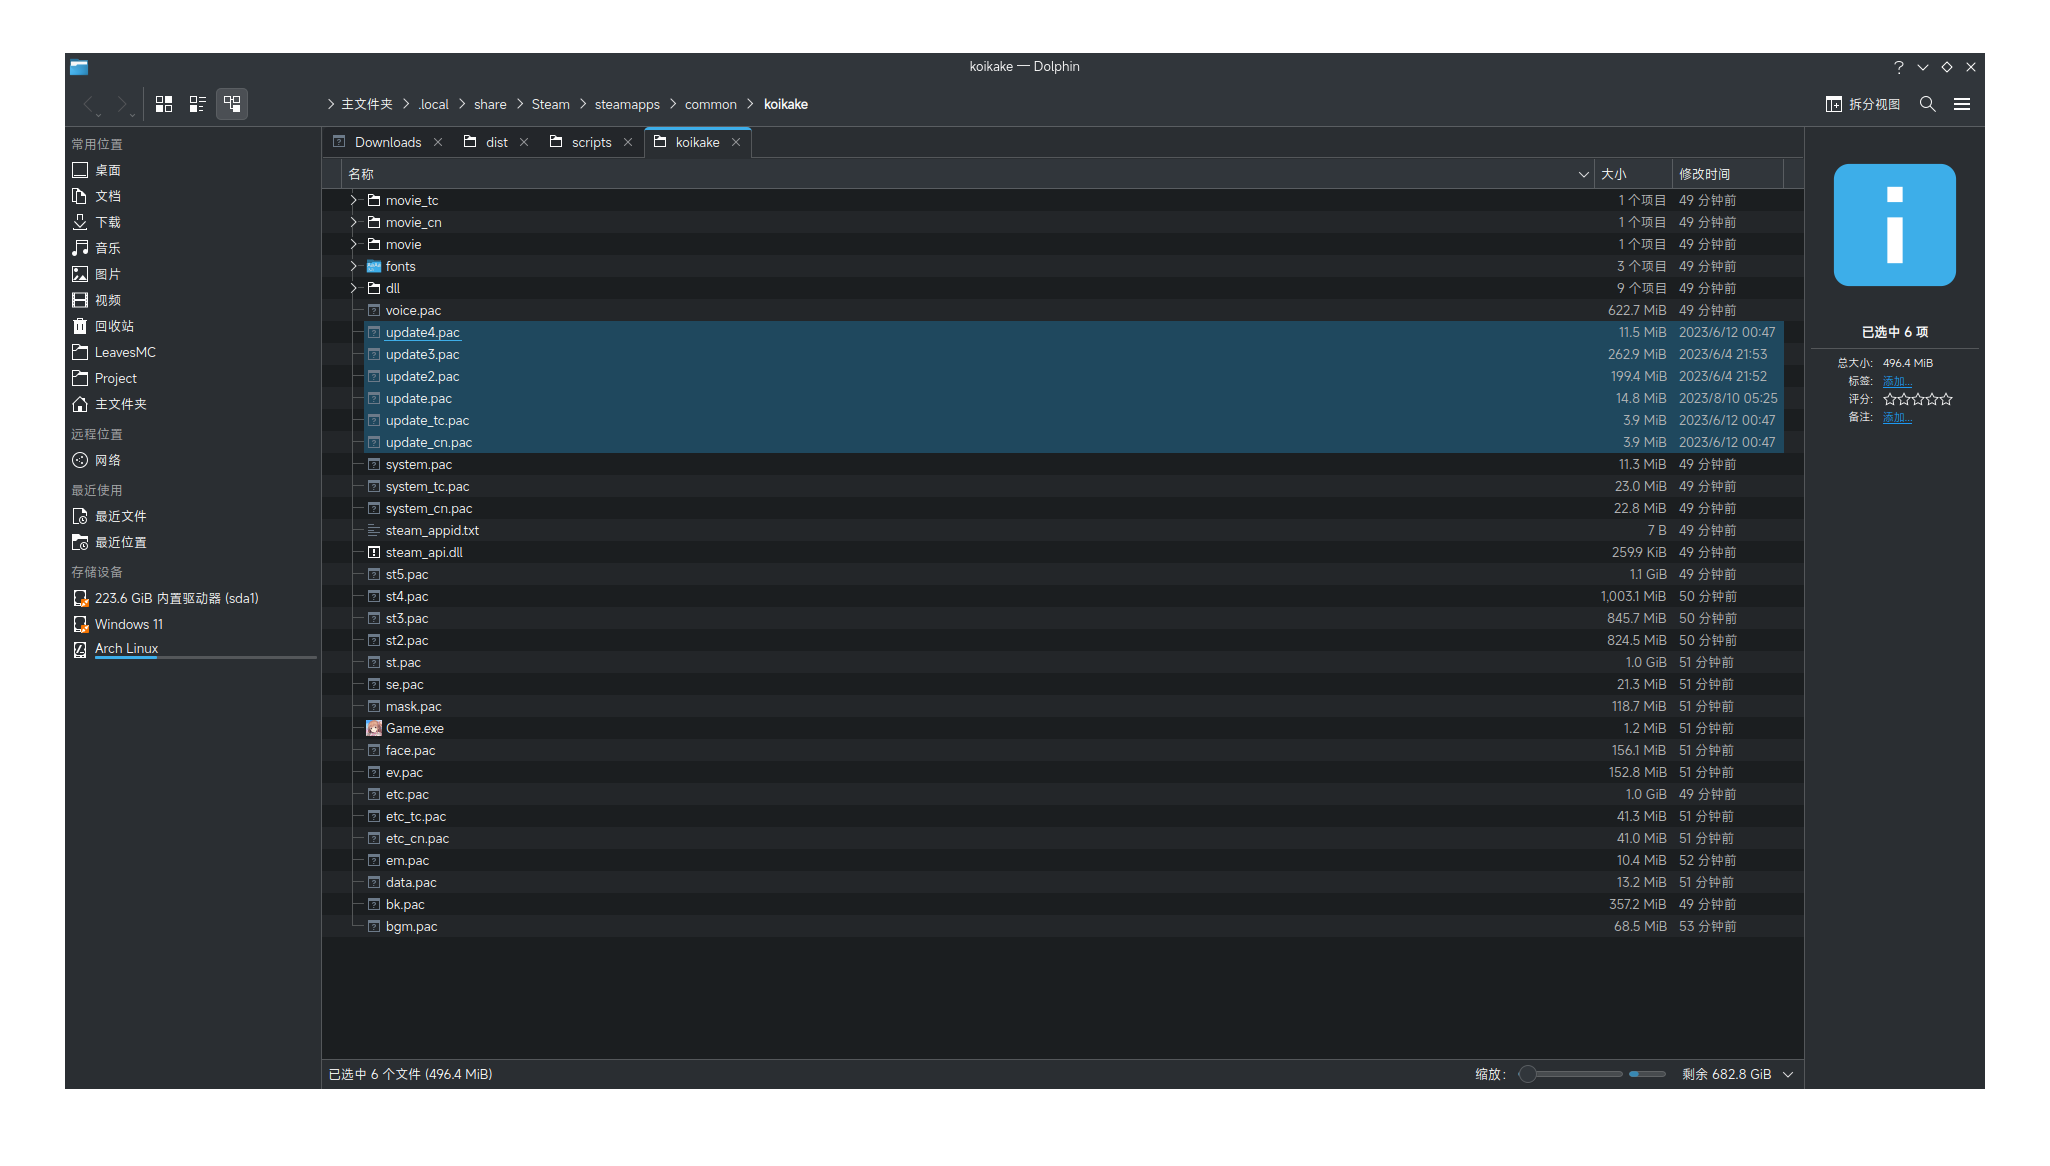 koikake — Dolphin
主文件夹 .local share Steam steamapps common koikake
拆分视图
常用位置
桌面
文档
下载
音乐
图片
视频
回收站
LeavesMC
Project
主文件夹
远程位置
网络
最近使用
最近文件
最近位置
存储设备
223.6 GiB 内置驱动器 (sda1)
Windows 11
Arch Linux
Downloads dist scripts koikake
名称 大小 修改时间
movie_tc 1 个项目 49 分钟前
movie_cn 1 个项目 49 分钟前
movie 1 个项目 49 分钟前
fonts 3 个项目 49 分钟前
dll 9 个项目 49 分钟前
voice.pac 622.7 MiB 49 分钟前
update4.pac 11.5 MiB 2023/6/12 00:47
update3.pac 262.9 MiB 2023/6/4 21:53
update2.pac 199.4 MiB 2023/6/4 21:52
update.pac 14.8 MiB 2023/8/10 05:25
update_tc.pac 3.9 MiB 2023/6/12 00:47
update_cn.pac 3.9 MiB 2023/6/12 00:47
system.pac 11.3 MiB 49 分钟前
system_tc.pac 23.0 MiB 49 分钟前
system_cn.pac 22.8 MiB 49 分钟前
steam_appid.txt 7 B 49 分钟前
steam_api.dll 259.9 KiB 49 分钟前
st5.pac 1.1 GiB 49 分钟前
st4.pac 1,003.1 MiB 50 分钟前
st3.pac 845.7 MiB 50 分钟前
st2.pac 824.5 MiB 50 分钟前
st.pac 1.0 GiB 51 分钟前
se.pac 21.3 MiB 51 分钟前
mask.pac 118.7 MiB 51 分钟前
Game.exe 1.2 MiB 51 分钟前
face.pac 156.1 MiB 51 分钟前
ev.pac 152.8 MiB 51 分钟前
etc.pac 1.0 GiB 49 分钟前
etc_tc.pac 41.3 MiB 51 分钟前
etc_cn.pac 41.0 MiB 51 分钟前
em.pac 10.4 MiB 52 分钟前
data.pac 13.2 MiB 51 分钟前
bk.pac 357.2 MiB 49 分钟前
bgm.pac 68.5 MiB 53 分钟前
已选中 6 项
总大小: 496.4 MiB
标签: 添加...
评分:
备注: 添加...
已选中 6 个文件 (496.4 MiB)
缩放: 剩余 682.8 GiB